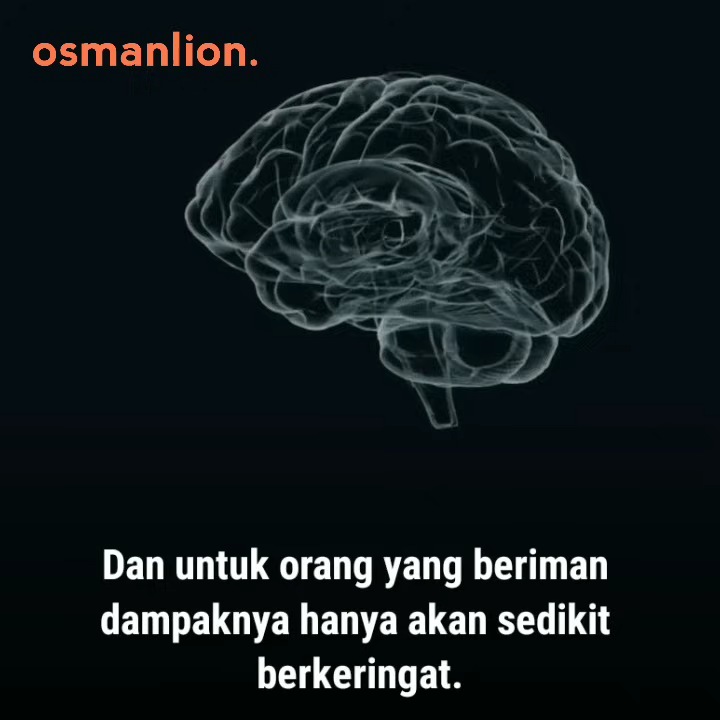 osmanlion.
Dan untuk orang yang beriman
dampaknya hanya akan sedikit
berkeringat.